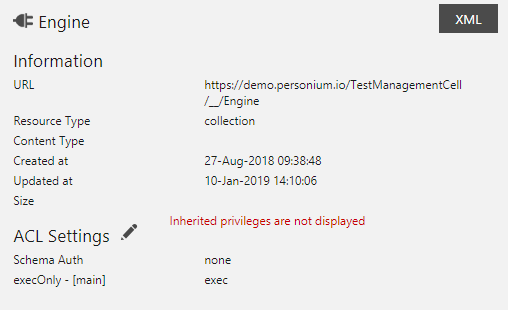 Engine
XML
Information
URL https://demo.personium.io/TestManagementCell
/__/Engine
Resource Type collection
Content Type
Created at 27-Aug-2018 09:38:48
Updated at 10-Jan-2019 14:10:06
Size
Inherited privileges are not displayed
ACL Settings
Schema Auth none
execOnly - [main] exec